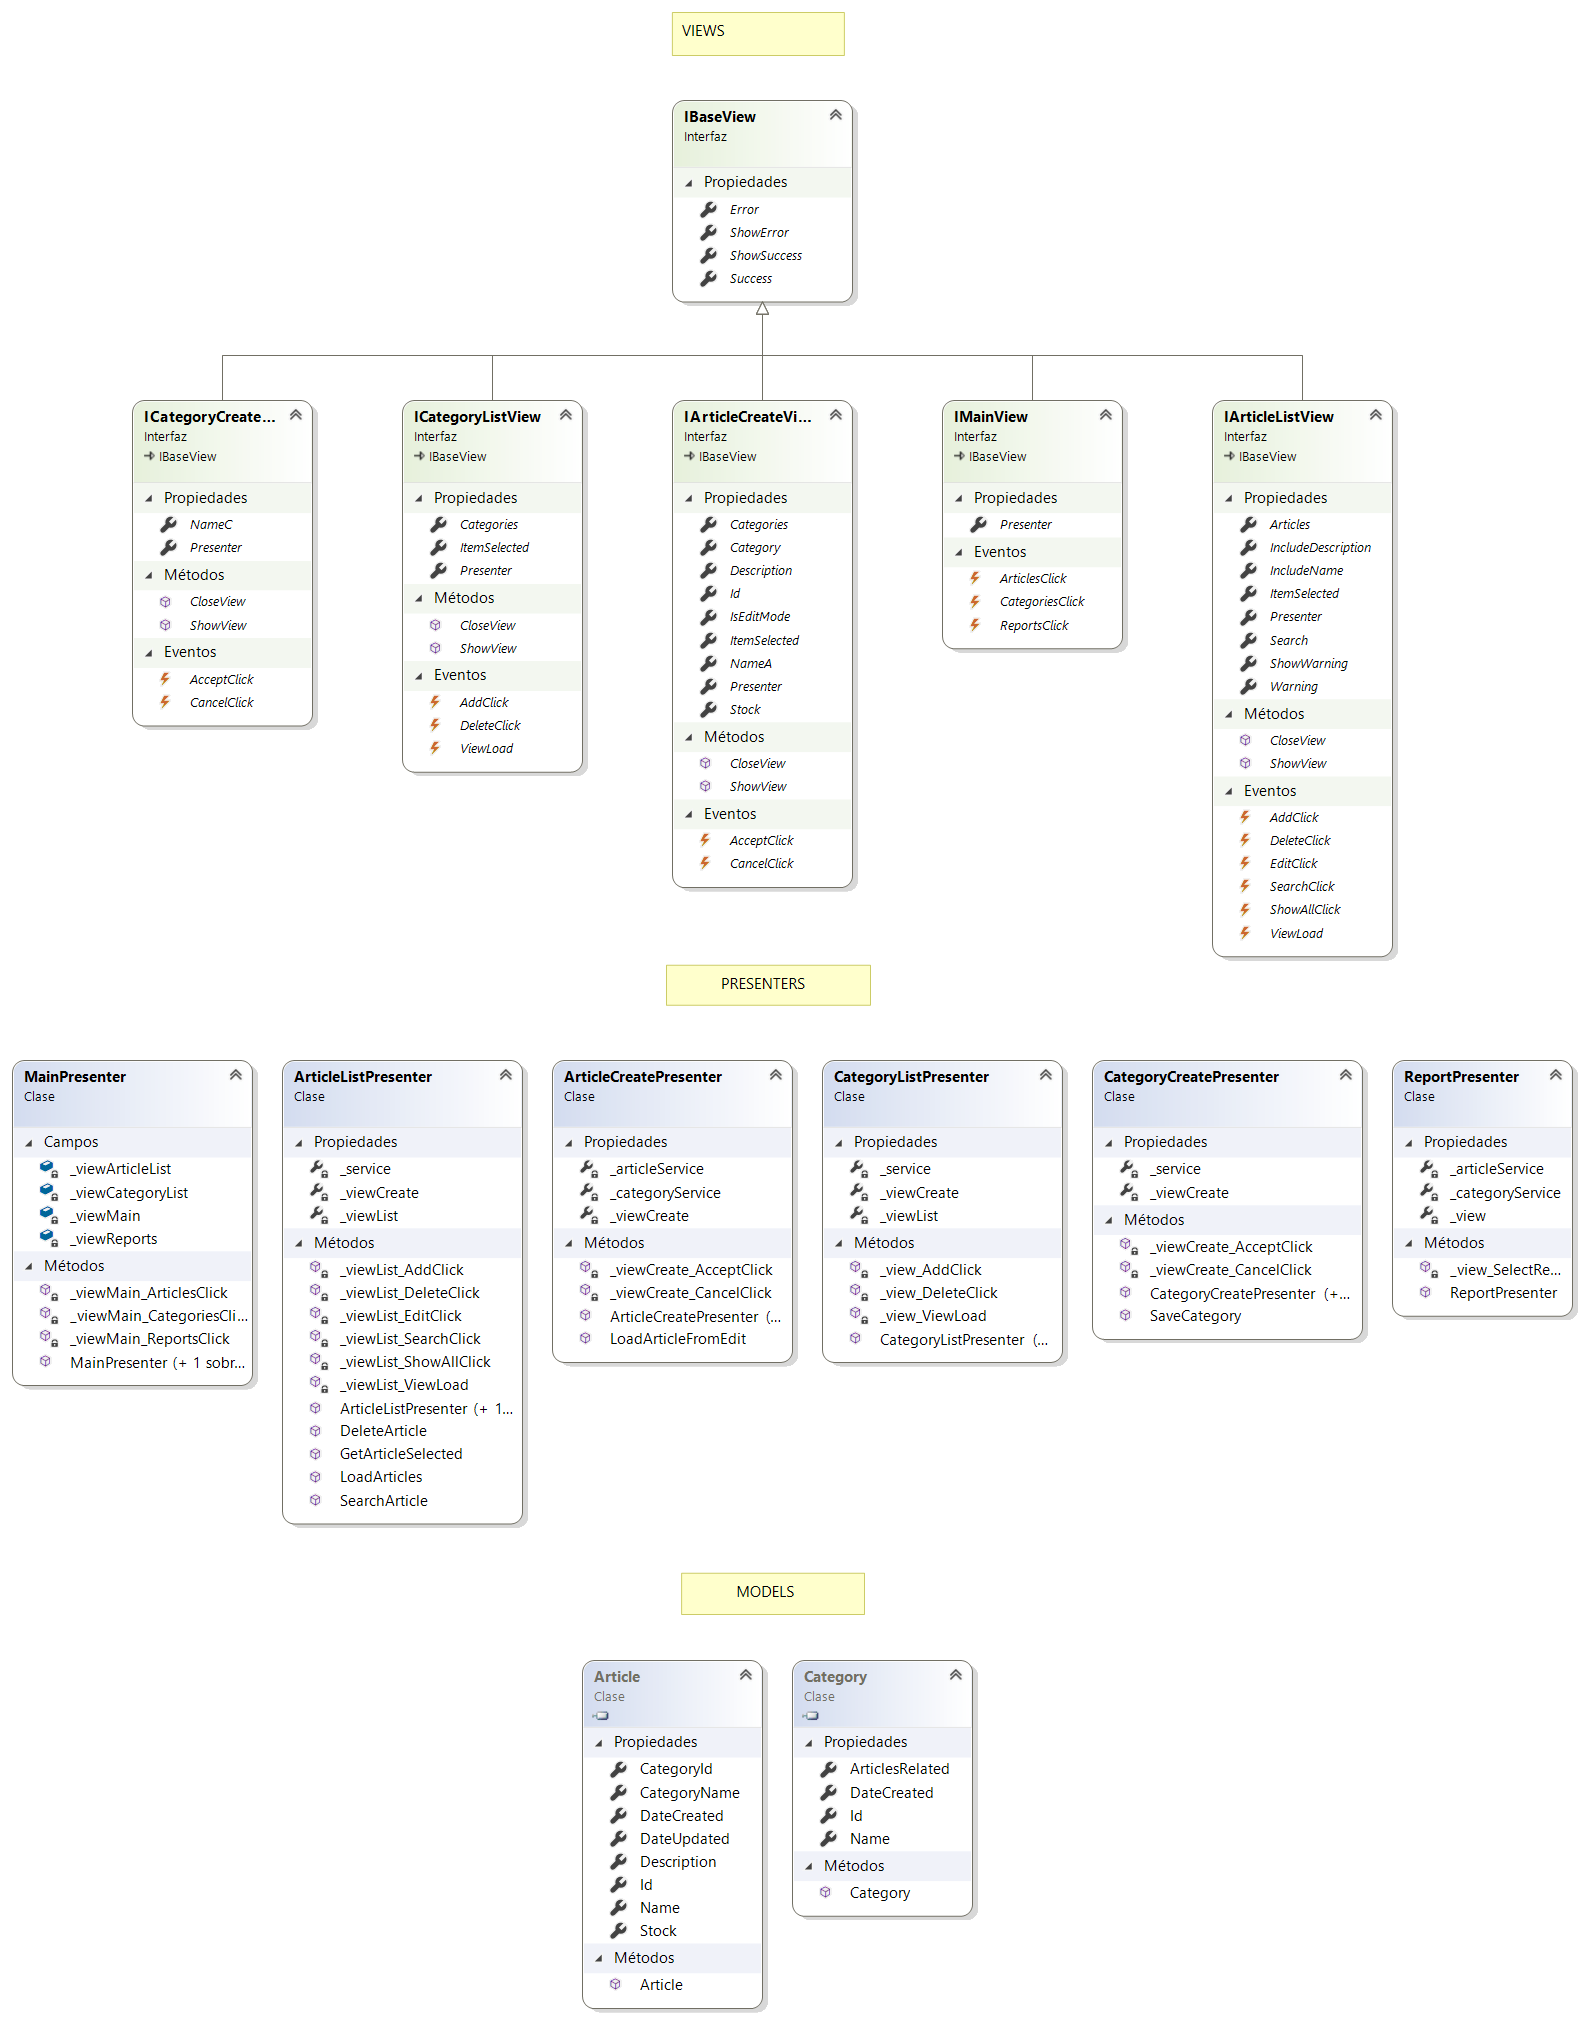 VIEWS
IBaseView
Interfaz
Propiedades
Error
ShowError
ShowSuccess
Success
ICategoryCreate...
Interfaz
IBaseView
Propiedades
NameC
Presenter
Métodos
CloseView
ShowView
Eventos
AcceptClick
CancelClick
ICategoryListView
Interfaz
IBaseView
Propiedades
Categories
ItemSelected
Presenter
Métodos
CloseView
ShowView
Eventos
AddClick
DeleteClick
ViewLoad
IArticleCreateVi...
Interfaz
IBaseView
Propiedades
Categories
Category
Description
Id
IsEditMode
ItemSelected
NameA
Presenter
Stock
Métodos
CloseView
ShowView
Eventos
AcceptClick
CancelClick
IMainView
Interfaz
IBaseView
Propiedades
Presenter
Eventos
ArticlesClick
CategoriesClick
ReportsClick
IArticleListView
Interfaz
IBaseView
Propiedades
Articles
IncludeDescription
IncludeName
ItemSelected
Presenter
Search
ShowWarning
Warning
Métodos
CloseView
ShowView
Eventos
AddClick
DeleteClick
EditClick
SearchClick
ShowAllClick
ViewLoad
PRESENTERS
MainPresenter
Clase
Campos
_viewArticleList
_viewCategoryList
_viewMain
_viewReports
Métodos
_viewMain_ArticlesClick
_viewMain_CategoriesCli...
_viewMain_ReportsClick
MainPresenter (+ 1 sobr...
ArticleListPresenter
Clase
Propiedades
_service
_viewCreate
_viewList
Métodos
_viewList_AddClick
_viewList_DeleteClick
_viewList_EditClick
_viewList_SearchClick
_viewList_ShowAllClick
_viewList_ViewLoad
ArticleListPresenter (+ 1...
DeleteArticle
GetArticleSelected
LoadArticles
SearchArticle
ArticleCreatePresenter
Clase
Propiedades
_articleService
_categoryService
_viewCreate
Métodos
_viewCreate_AcceptClick
_viewCreate_CancelClick
ArticleCreatePresenter (...
LoadArticleFromEdit
CategoryListPresenter
Clase
Propiedades
_service
_viewCreate
_viewList
Métodos
_view_AddClick
_view_DeleteClick
_view_ViewLoad
CategoryListPresenter (...
CategoryCreatePresenter
Clase
Propiedades
_service
_viewCreate
Métodos
_viewCreate_AcceptClick
_viewCreate_CancelClick
CategoryCreatePresenter (+...
SaveCategory
ReportPresenter
Clase
Propiedades
_articleService
_categoryService
_view
Métodos
_view_SelectRe...
ReportPresenter
MODELS
Article
Clase
Propiedades
CategoryId
CategoryName
DateCreated
DateUpdated
Description
Id
Name
Stock
Métodos
Article
Category
Clase
Propiedades
ArticlesRelated
DateCreated
Id
Name
Métodos
Category